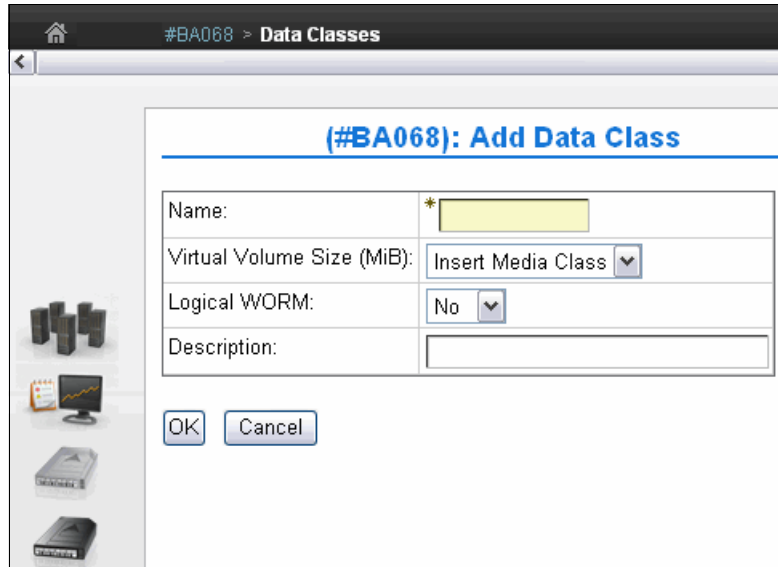 #BA068 > Data Classes
(#BA068): Add Data Class
Name: *
Virtual Volume Size (MiB): Insert Media Class
Logical WORM: No
Description:
OK Cancel